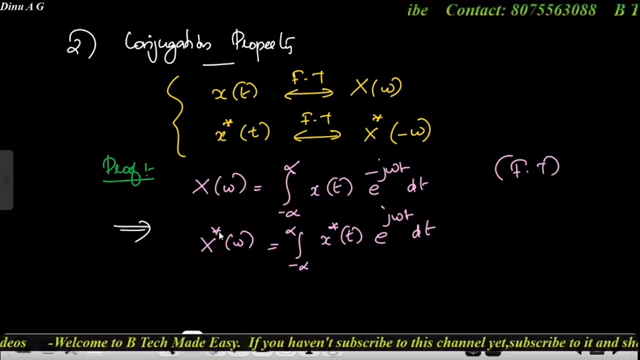 Dinu A G
ibe Contact: 8075563088 B T
2) Conjugation Property
x(t) F.T ⟷ X(ω)
x*(t) F.T ⟷ X*(-ω)
Proof:-
X(ω) = ∫_{-∞}^{∞} x(t) e^{-jωt} dt (F.T)
⟹ X*(ω) = ∫_{-∞}^{∞} x*(t) e^{jωt} dt
deos -Welcome to B Tech Made Easy. If you haven't subscribe to this channel yet,subscribe to it and sh